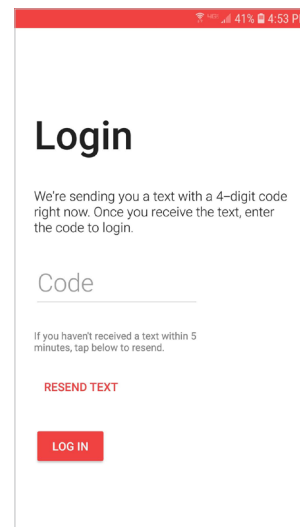 41% 4:53 P
Login
We're sending you a text with a 4-digit code
right now. Once you receive the text, enter
the code to login.
Code
If you haven't received a text within 5
minutes, tap below to resend.
RESEND TEXT
LOG IN